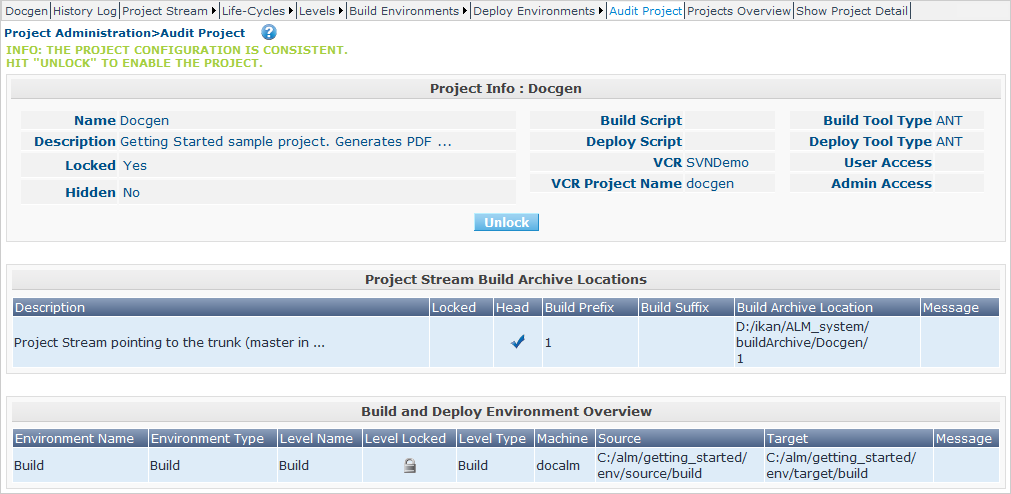 Docgen History Log Project Stream Life-Cycles Levels Build Environments Deploy Environments Audit Project Projects Overview Show Project Detail
Project Administration>Audit Project ?
INFO: THE PROJECT CONFIGURATION IS CONSISTENT.
HIT "UNLOCK" TO ENABLE THE PROJECT.
Project Info : Docgen
Name Docgen Build Script Build Tool Type ANT
Description Getting Started sample project. Generates PDF ... Deploy Script Deploy Tool Type ANT
Locked Yes VCR SVNDemo User Access
Hidden No VCR Project Name docgen Admin Access
Unlock
Project Stream Build Archive Locations
Description Locked Head Build Prefix Build Suffix Build Archive Location Message
Project Stream pointing to the trunk (master in ... 1 D:/ikan/ALM_system/
buildArchive/Docgen/
1
Build and Deploy Environment Overview
Environment Name Environment Type Level Name Level Locked Level Type Machine Source Target Message
Build Build Build Build docalm C:/alm/getting_started/ C:/alm/getting_started/
env/source/build env/target/build